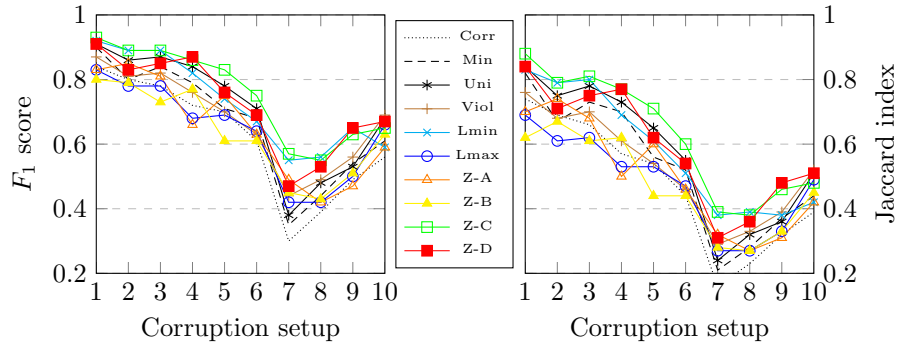 F1 score
1
0.8
0.6
0.4
0.2
1 2 3 4 5 6 7 8 9 10
Corruption setup
Corr
Min
Uni
Viol
Lmin
Lmax
Z-A
Z-B
Z-C
Z-D
1
0.8
0.6
0.4
0.2
1 2 3 4 5 6 7 8 9 10
Corruption setup
Jaccard index